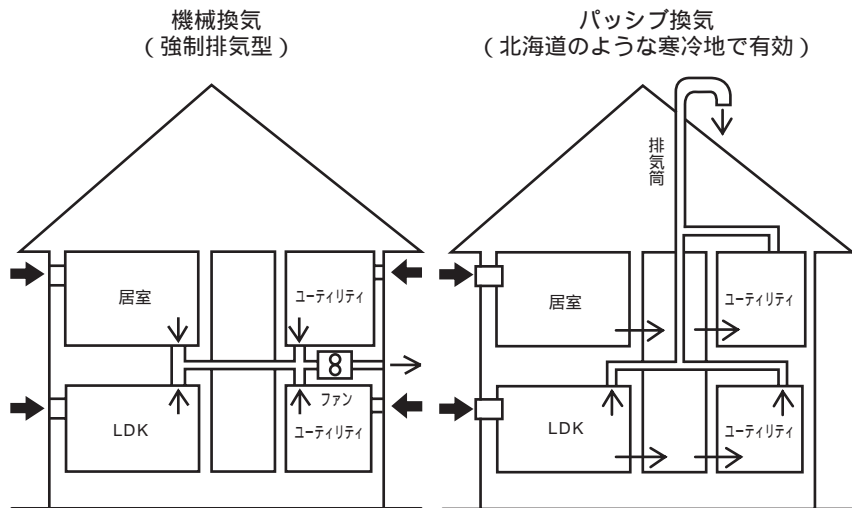 機械換気
（強制排気型）
居室
ユーティリティ
LDK
ファン
ユーティリティ
パッシブ換気
（北海道のような寒冷地で有効）
排気筒
居室
ユーティリティ
LDK
ユーティリティ